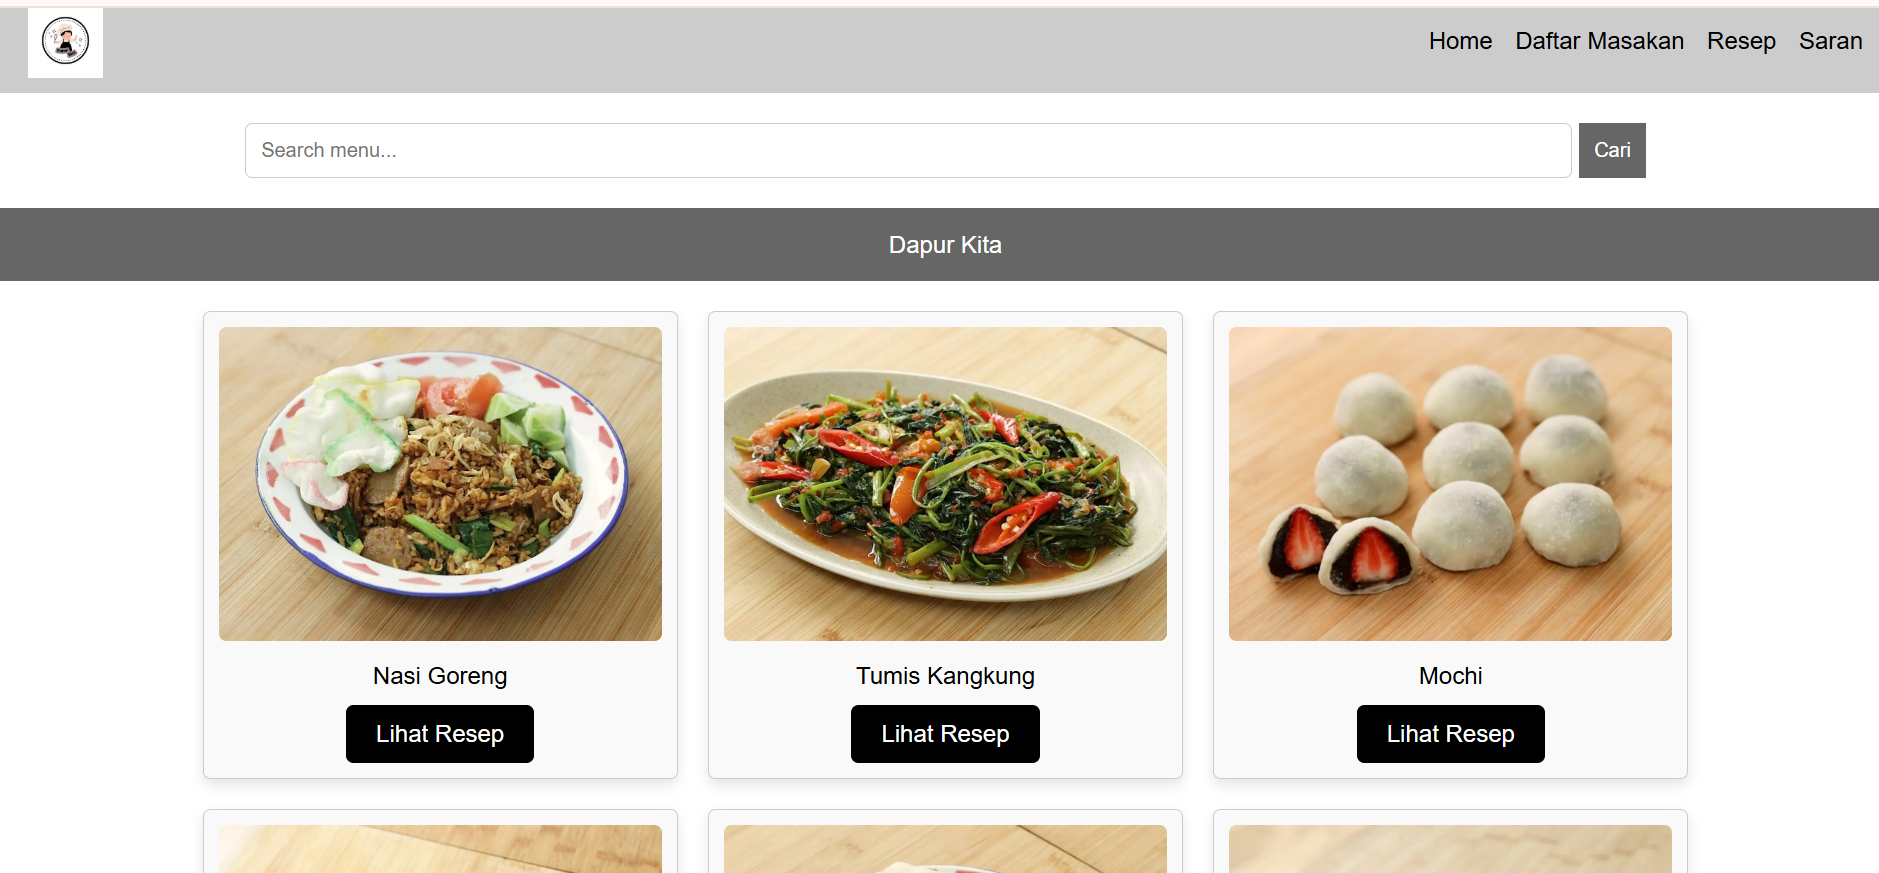 Home Daftar Masakan Resep Saran
Search menu...
Cari
Dapur Kita
Nasi Goreng
Lihat Resep
Tumis Kangkung
Lihat Resep
Mochi
Lihat Resep